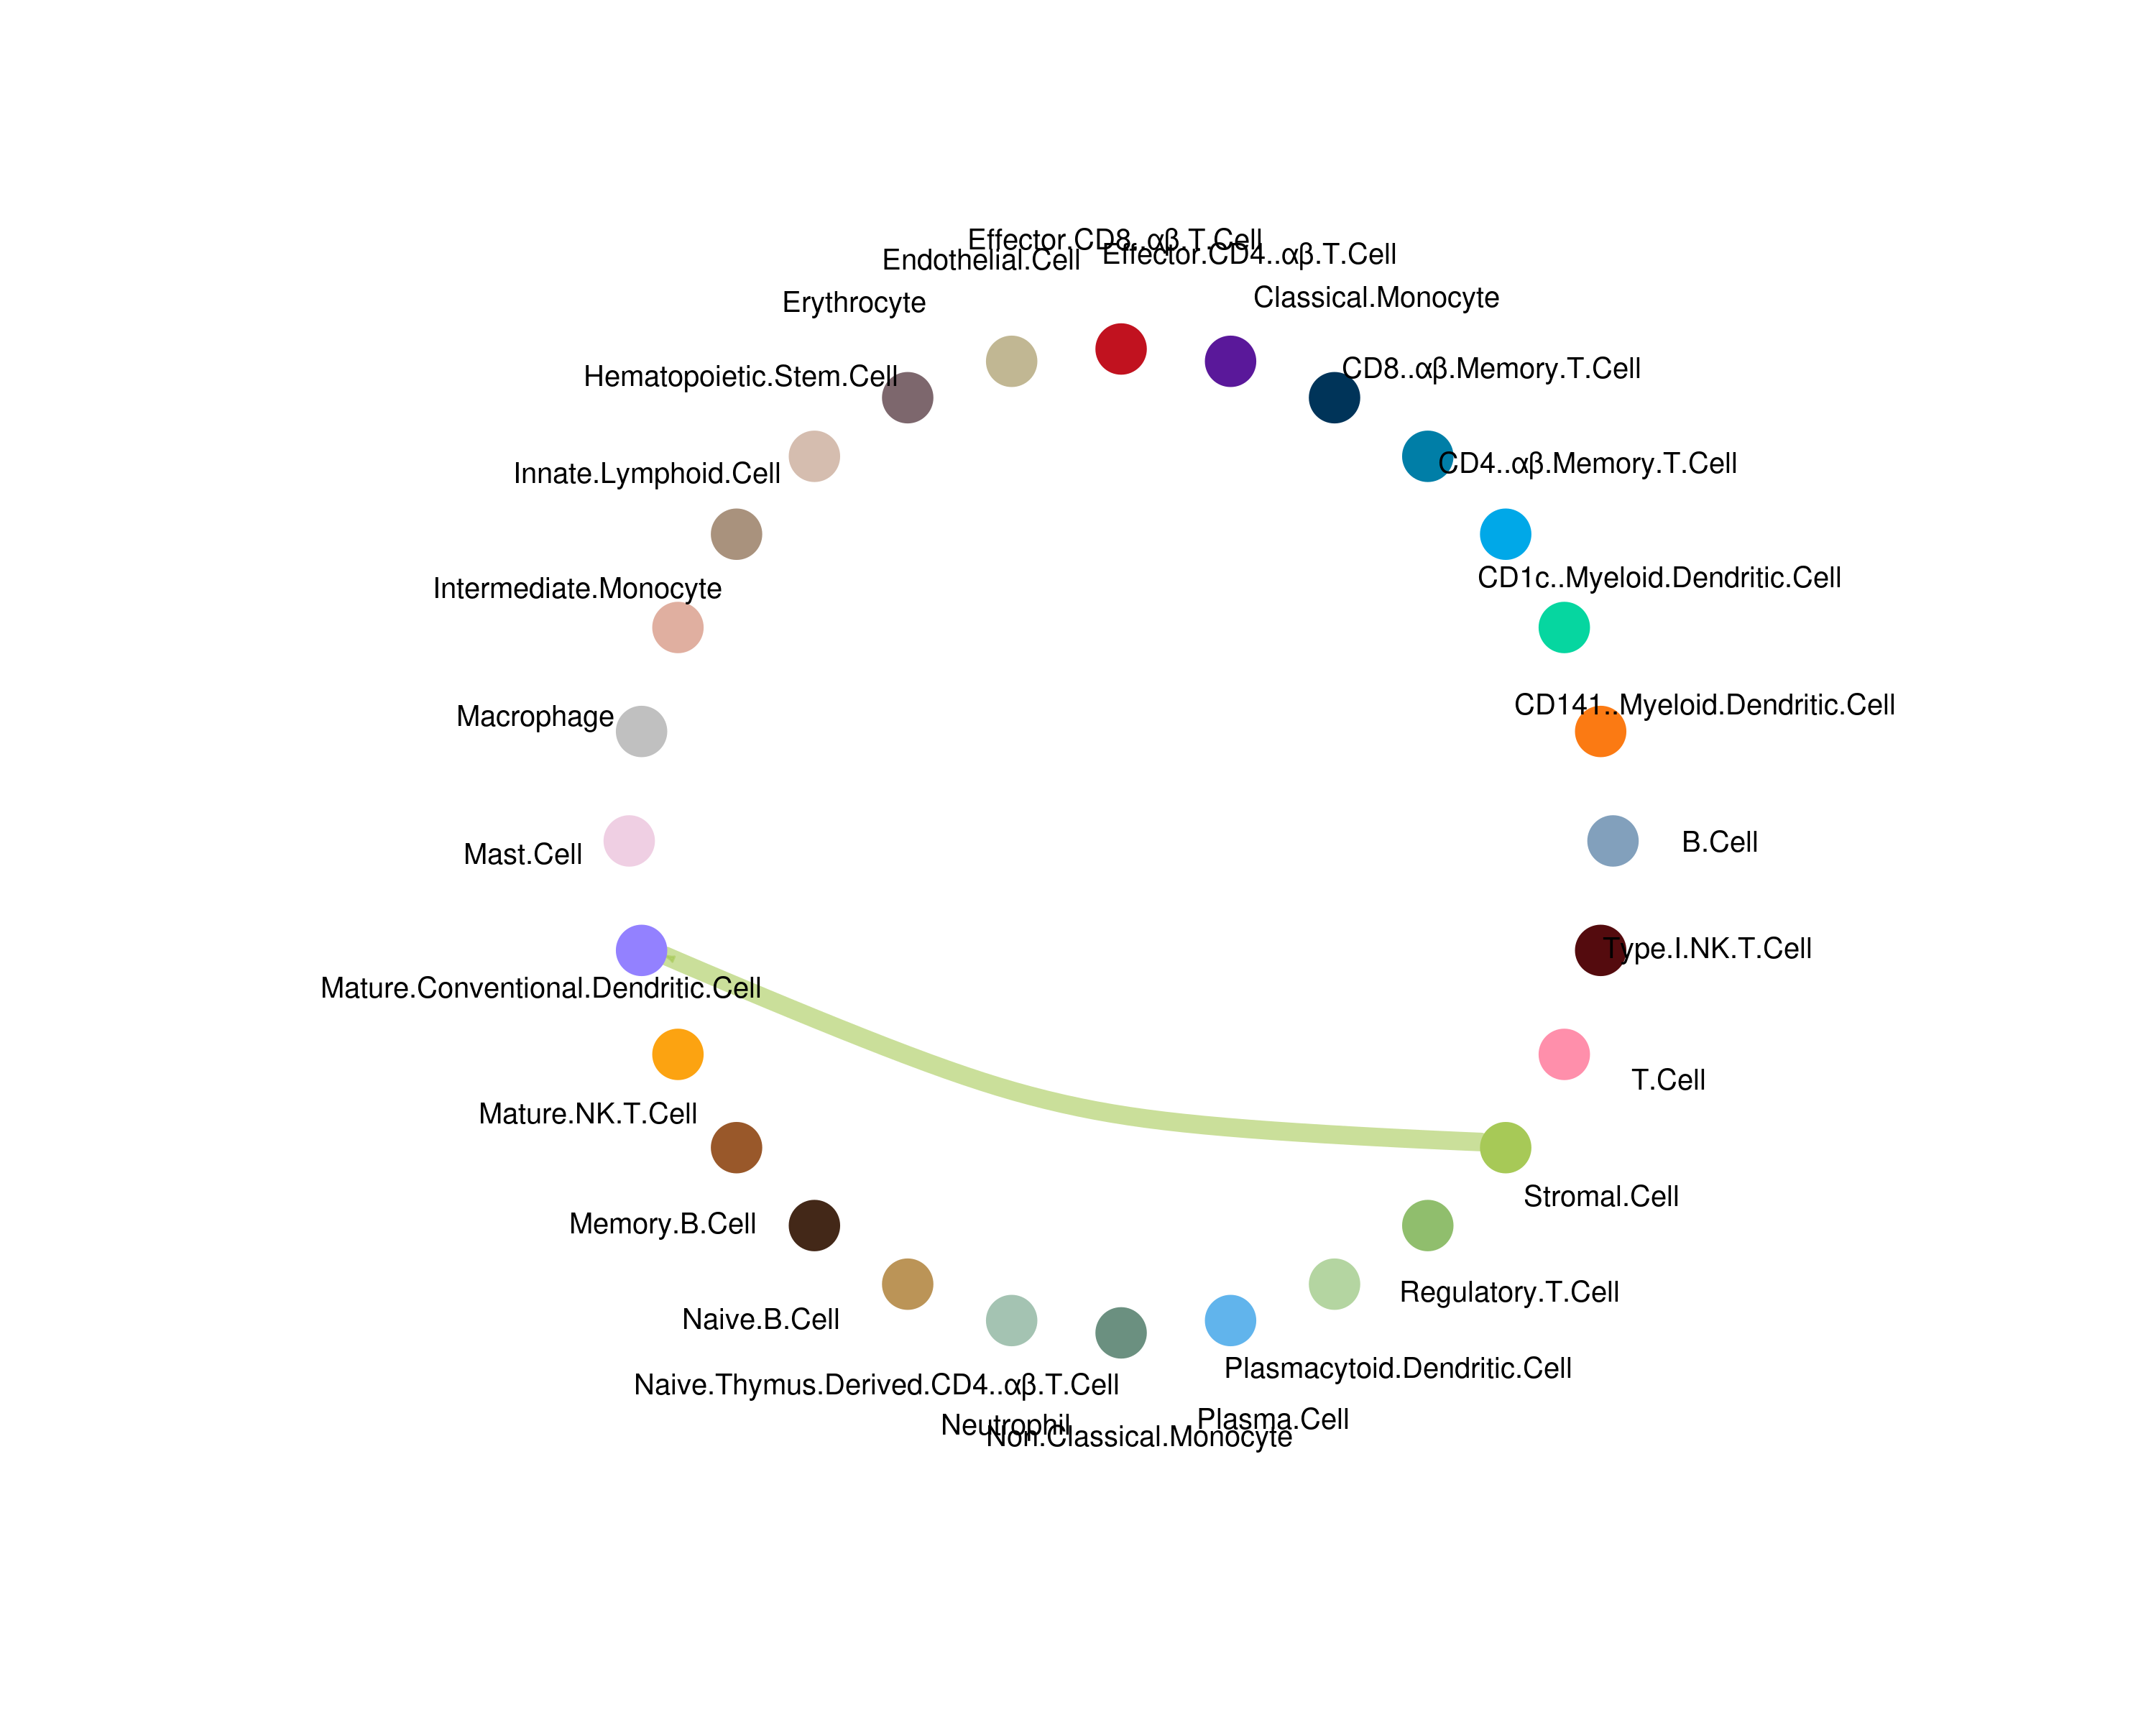 Effector.CD8..αβ.T.Cell
Effector.CD4..αβ.T.Cell
Endothelial.Cell
Classical.Monocyte
Erythrocyte
CD8..αβ.Memory.T.Cell
Hematopoietic.Stem.Cell
CD4..αβ.Memory.T.Cell
Innate.Lymphoid.Cell
CD1c..Myeloid.Dendritic.Cell
Intermediate.Monocyte
CD141..Myeloid.Dendritic.Cell
Macrophage
B.Cell
Mast.Cell
Type.I.NK.T.Cell
Mature.Conventional.Dendritic.Cell
T.Cell
Mature.NK.T.Cell
Stromal.Cell
Memory.B.Cell
Regulatory.T.Cell
Naive.B.Cell
Plasmacytoid.Dendritic.Cell
Naive.Thymus.Derived.CD4..αβ.T.Cell
Plasma.Cell
Neutrophil
Non.Classical.Monocyte